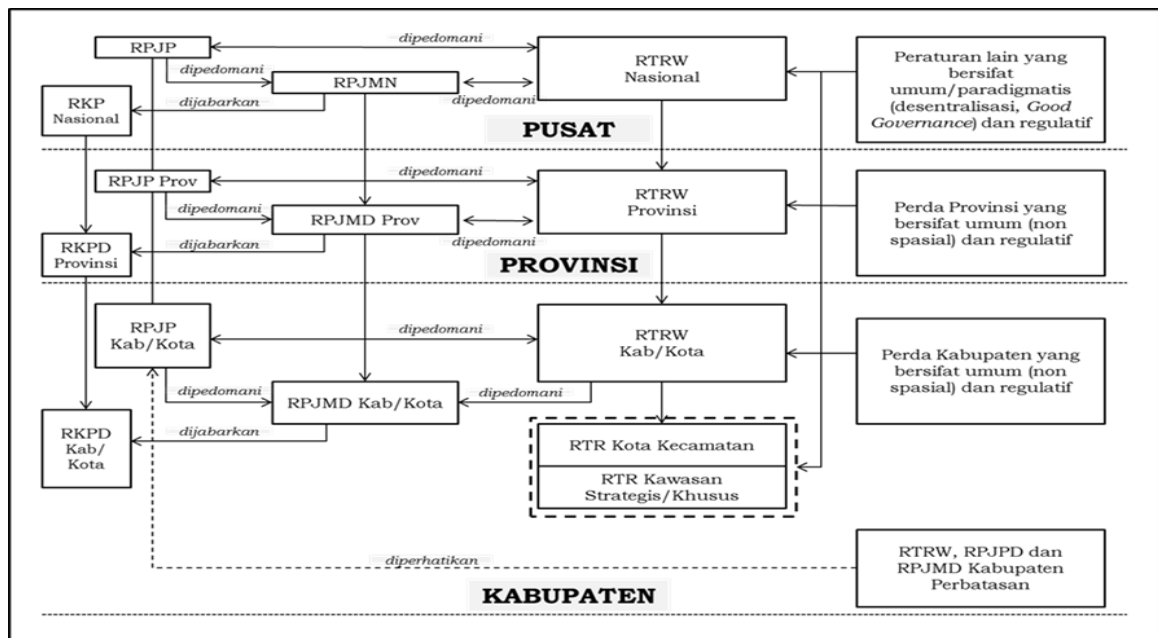 RPJP
dipedomani
RTRW
Nasional
Peraturan lain yang
bersifat
umum/paradigmatis
(desentralisasi, Good
Governance) dan regulatif
dipedomani
RPJMN
dipedomani
RKP
Nasional
dijabarkan
PUSAT
RPJP Prov
dipedomani
RTRW
Provinsi
Perda Provinsi yang
bersifat umum (non
spasial) dan regulatif
dipedomani
RPJMD Prov
dipedomani
RKPD
Provinsi
dijabarkan
PROVINSI
RPJP
Kab/Kota
dipedomani
RTRW
Kab/Kota
Perda Kabupaten yang
bersifat umum (non
spasial) dan regulatif
dipedomani
RPJMD Kab/Kota
dipedomani
RKPD
Kab/
Kota
dijabarkan
RTR Kota Kecamatan
RTR Kawasan
Strategis/Khusus
diperhatikan
RTRW, RPJPD dan
RPJMD Kabupaten
Perbatasan
KABUPATEN